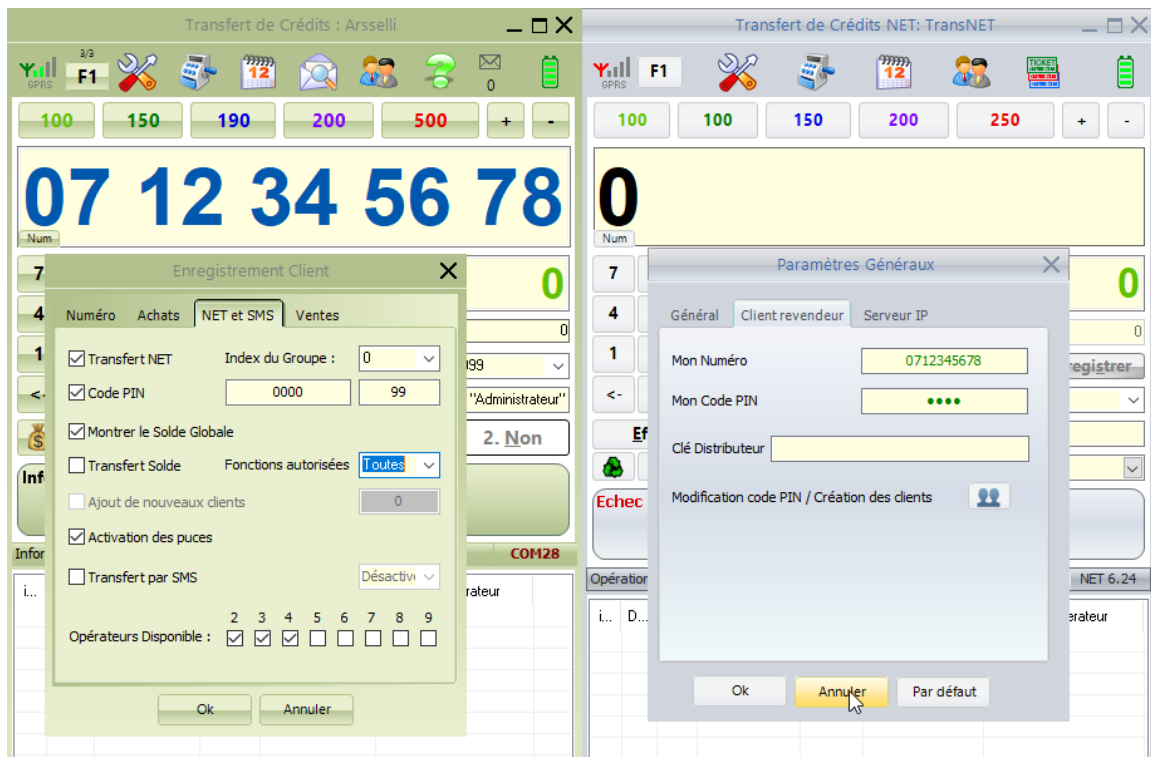 Transfert de Crédits : Arsselli
3/3
GPRS
F1
12
0
100 150 190 200 500 + -
07 12 34 56 78
Num
7
0
4
0
1
199
<-
"Administrateur"
2. Non
Inf
Infor
COM28
i...
rateur
Enregistrement Client
Numéro Achats NET et SMS Ventes
Transfert NET Index du Groupe : 0
Code PIN 0000 99
Montrer le Solde Globale
Transfert Solde Fonctions autorisées Toutes
Ajout de nouveaux clients 0
Activation des puces
Transfert par SMS Désactiv
2 3 4 5 6 7 8 9
Opérateurs Disponible :
Ok Annuler
Transfert de Crédits NET: TransNET
GPRS
F1
12
TICKET
100 100 150 200 250 + -
0
Num
7
0
4
0
1
egistrer
<-
Ef
Echec
Opération
NET 6.24
i... D...
erateur
Paramètres Généraux
Général Client revendeur Serveur IP
Mon Numéro 0712345678
Mon Code PIN ••••
Clé Distributeur
Modification code PIN / Création des clients
Ok Annuler Par défaut